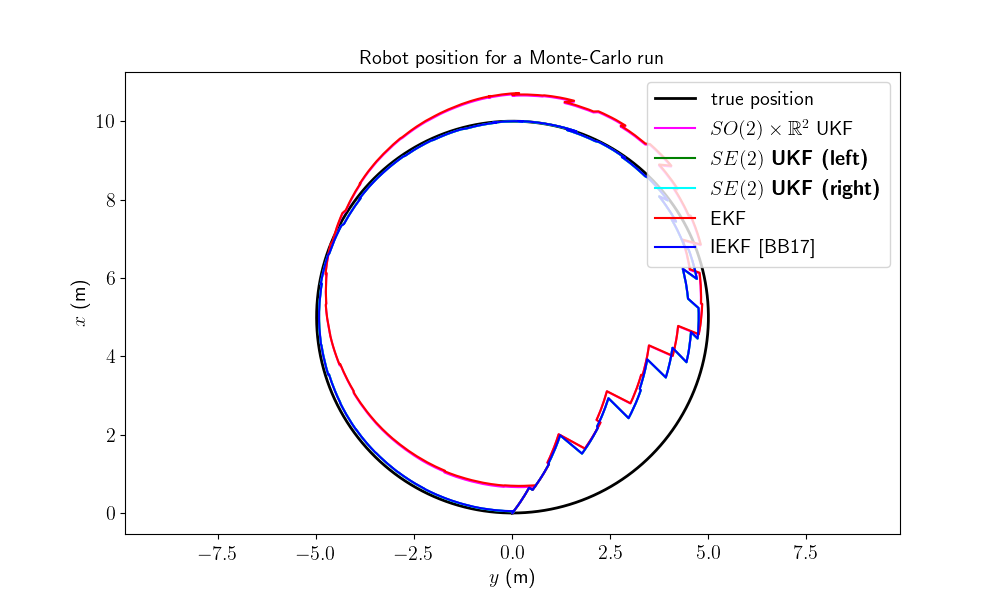 Robot position for a Monte-Carlo run
true position
SO(2) × ℝ² UKF
SE(2) UKF (left)
SE(2) UKF (right)
EKF
IEKF [BB17]
10
8
6
4
2
0
x (m)
−7.5 −5.0 −2.5 0.0 2.5 5.0 7.5
y (m)